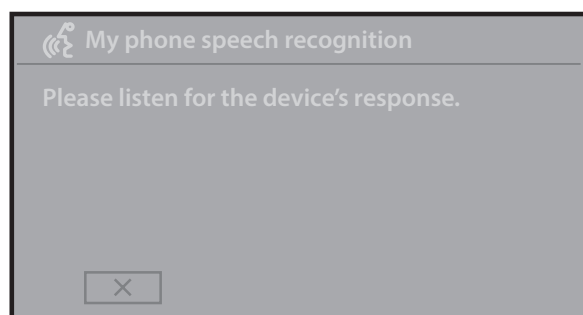 My phone speech recognition
Please listen for the device's response.